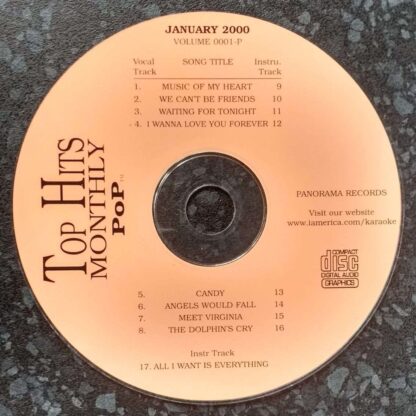 JANUARY 2000
VOLUME 0001-P
Vocal Track SONG TITLE Instru. Track
1. MUSIC OF MY HEART 9
2. WE CAN'T BE FRIENDS 10
3. WAITING FOR TONIGHT 11
4. I WANNA LOVE YOU FOREVER 12
TOP HITS
MONTHLY
POP™
PANORAMA RECORDS
Visit our website
www.iamerica.com/karaoke
COMPACT
disc
DIGITAL AUDIO
GRAPHICS
5. CANDY 13
6. ANGELS WOULD FALL 14
7. MEET VIRGINIA 15
8. THE DOLPHIN'S CRY 16
Instr Track
17. ALL I WANT IS EVERYTHING